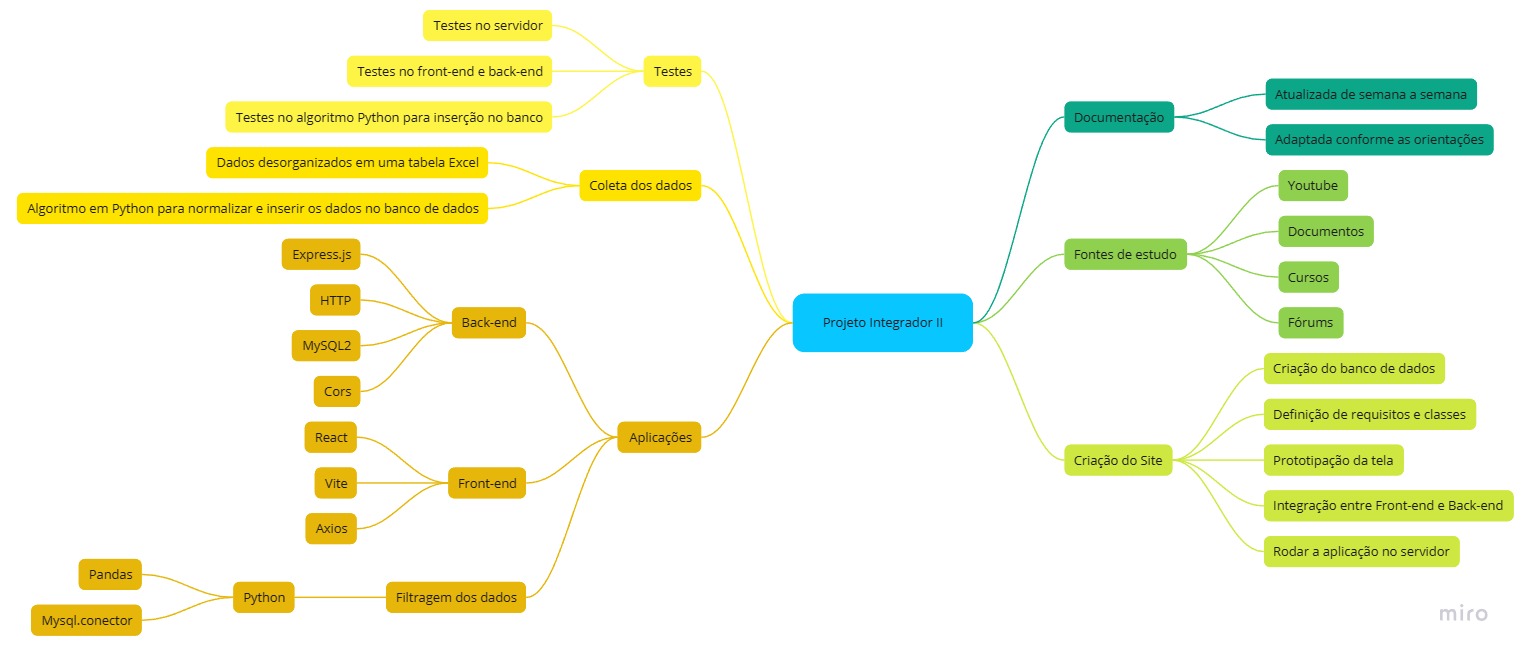 Testes no servidor
Testes no front-end e back-end
Testes no algoritmo Python para inserção no banco
Testes
Dados desorganizados em uma tabela Excel
Algoritmo em Python para normalizar e inserir os dados no banco de dados
Coleta dos dados
Express.js
HTTP
MySQL2
Cors
Back-end
React
Vite
Axios
Front-end
Aplicações
Pandas
Mysql.conector
Python
Filtragem dos dados
Projeto Integrador II
Documentação
Atualizada de semana a semana
Adaptada conforme as orientações
Fontes de estudo
Youtube
Documentos
Cursos
Fórums
Criação do Site
Criação do banco de dados
Definição de requisitos e classes
Prototipação da tela
Integração entre Front-end e Back-end
Rodar a aplicação no servidor
miro